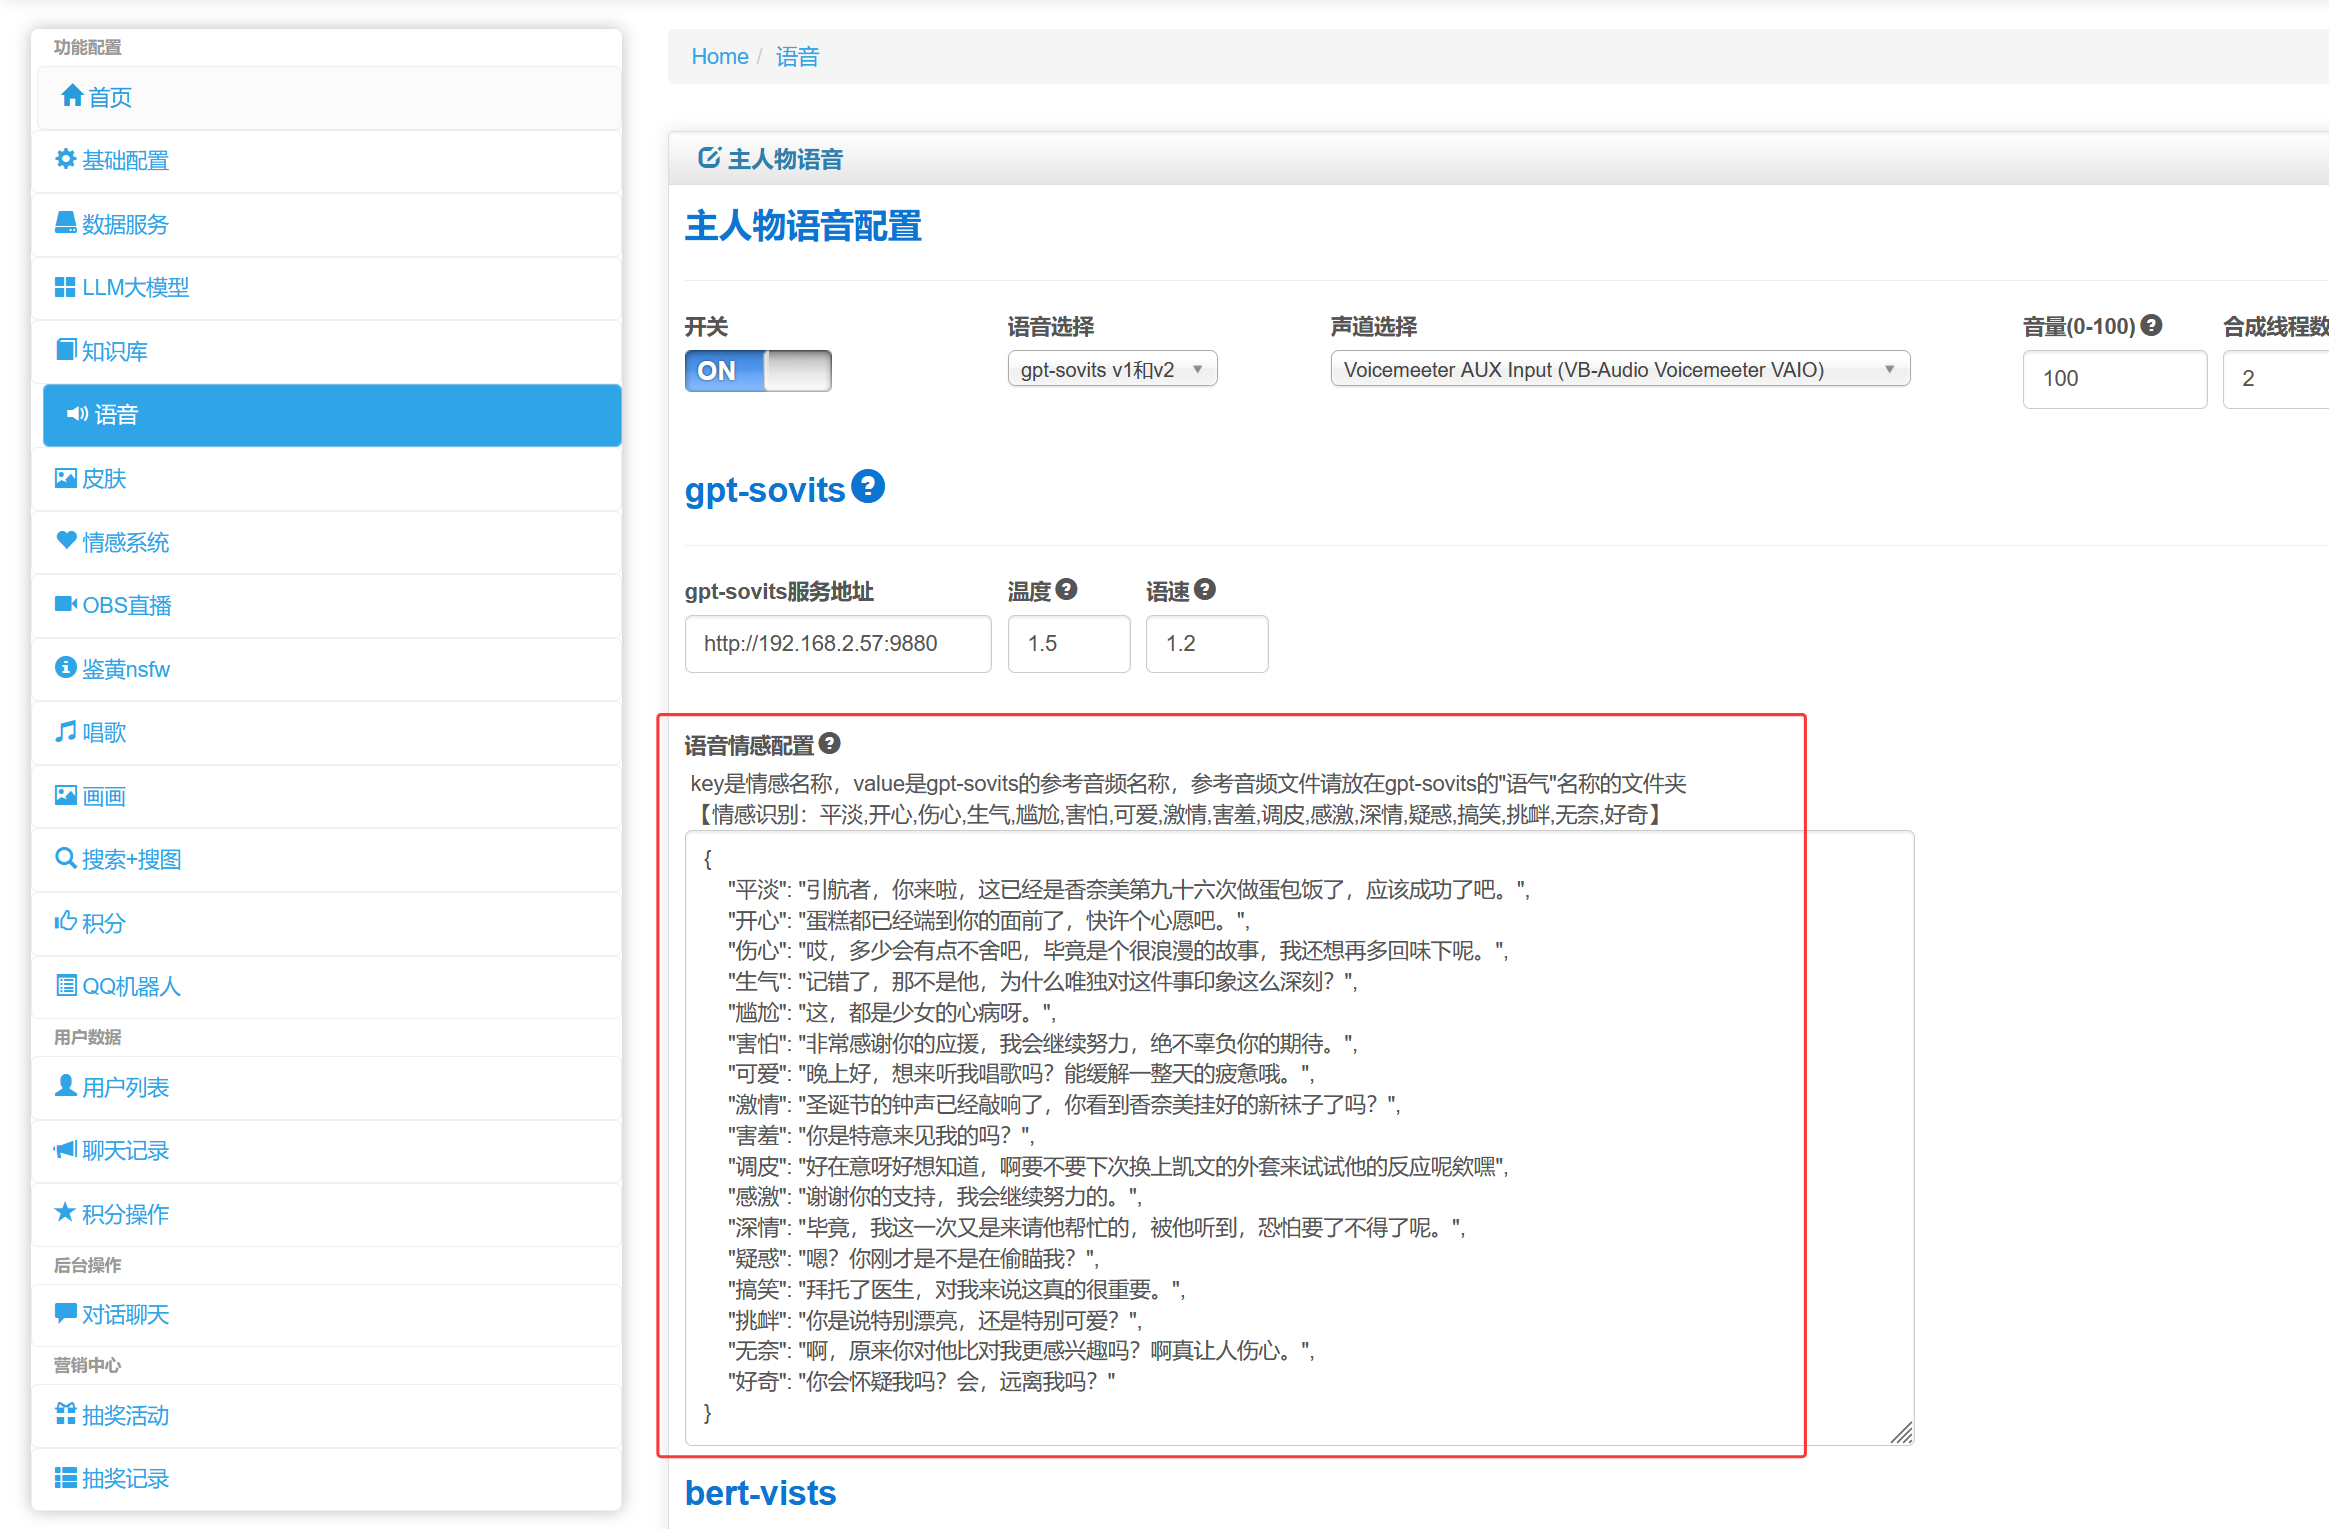 功能配置
首页
基础配置
数据服务
LLM大模型
知识库
语音
皮肤
情感系统
OBS直播
鉴黄nsfw
唱歌
画画
搜索+搜图
积分
QQ机器人
用户数据
用户列表
聊天记录
积分操作
后台操作
对话聊天
营销中心
抽奖活动
抽奖记录
Home / 语音
主人物语音
主人物语音配置
开关 语音选择 声道选择 音量(0-100) 合成线程数
ON gpt-sovits v1和v2 Voicemeeter AUX Input (VB-Audio Voicemeeter VAIO) 100 2
gpt-sovits
gpt-sovits服务地址 温度 语速
http://192.168.2.57:9880 1.5 1.2
语音情感配置
key是情感名称，value是gpt-sovits的参考音频名称，参考音频文件请放在gpt-sovits的"语气"名称的文件夹
【情感识别：平淡,开心,伤心,生气,尴尬,害怕,可爱,激情,害羞,调皮,感激,深情,疑惑,搞笑,挑衅,无奈,好奇】
{
"平淡": "引航者，你来啦，这已经是香奈美第九十六次做蛋包饭了，应该成功了吧。",
"开心": "蛋糕都已经端到你的面前了，快许个心愿吧。",
"伤心": "哎，多少会有点不舍吧，毕竟是个很浪漫的故事，我还想再多回味下呢。",
"生气": "记错了，那不是他，为什么唯独对这件事印象这么深刻？",
"尴尬": "这，都是少女的心病呀。",
"害怕": "非常感谢你的应援，我会继续努力，绝不辜负你的期待。",
"可爱": "晚上好，想来听我唱歌吗？能缓解一整天的疲惫哦。",
"激情": "圣诞节的钟声已经敲响了，你看到香奈美挂好的新袜子了吗？",
"害羞": "你是特意来见我的吗？",
"调皮": "好在意呀好想知道，啊要不要下次换上凯文的外套来试试他的反应呢欸嘿",
"感激": "谢谢你的支持，我会继续努力的。",
"深情": "毕竟，我这一次又是来请他帮忙的，被他听到，恐怕要了不得了呢。",
"疑惑": "嗯？你刚才是不是在偷瞄我？",
"搞笑": "拜托了医生，对我来说这真的很重要。",
"挑衅": "你是说特别漂亮，还是特别可爱？",
"无奈": "啊，原来你对他比对我更感兴趣吗？啊真让人伤心。",
"好奇": "你会怀疑我吗？会，远离我吗？"
}
bert-vists